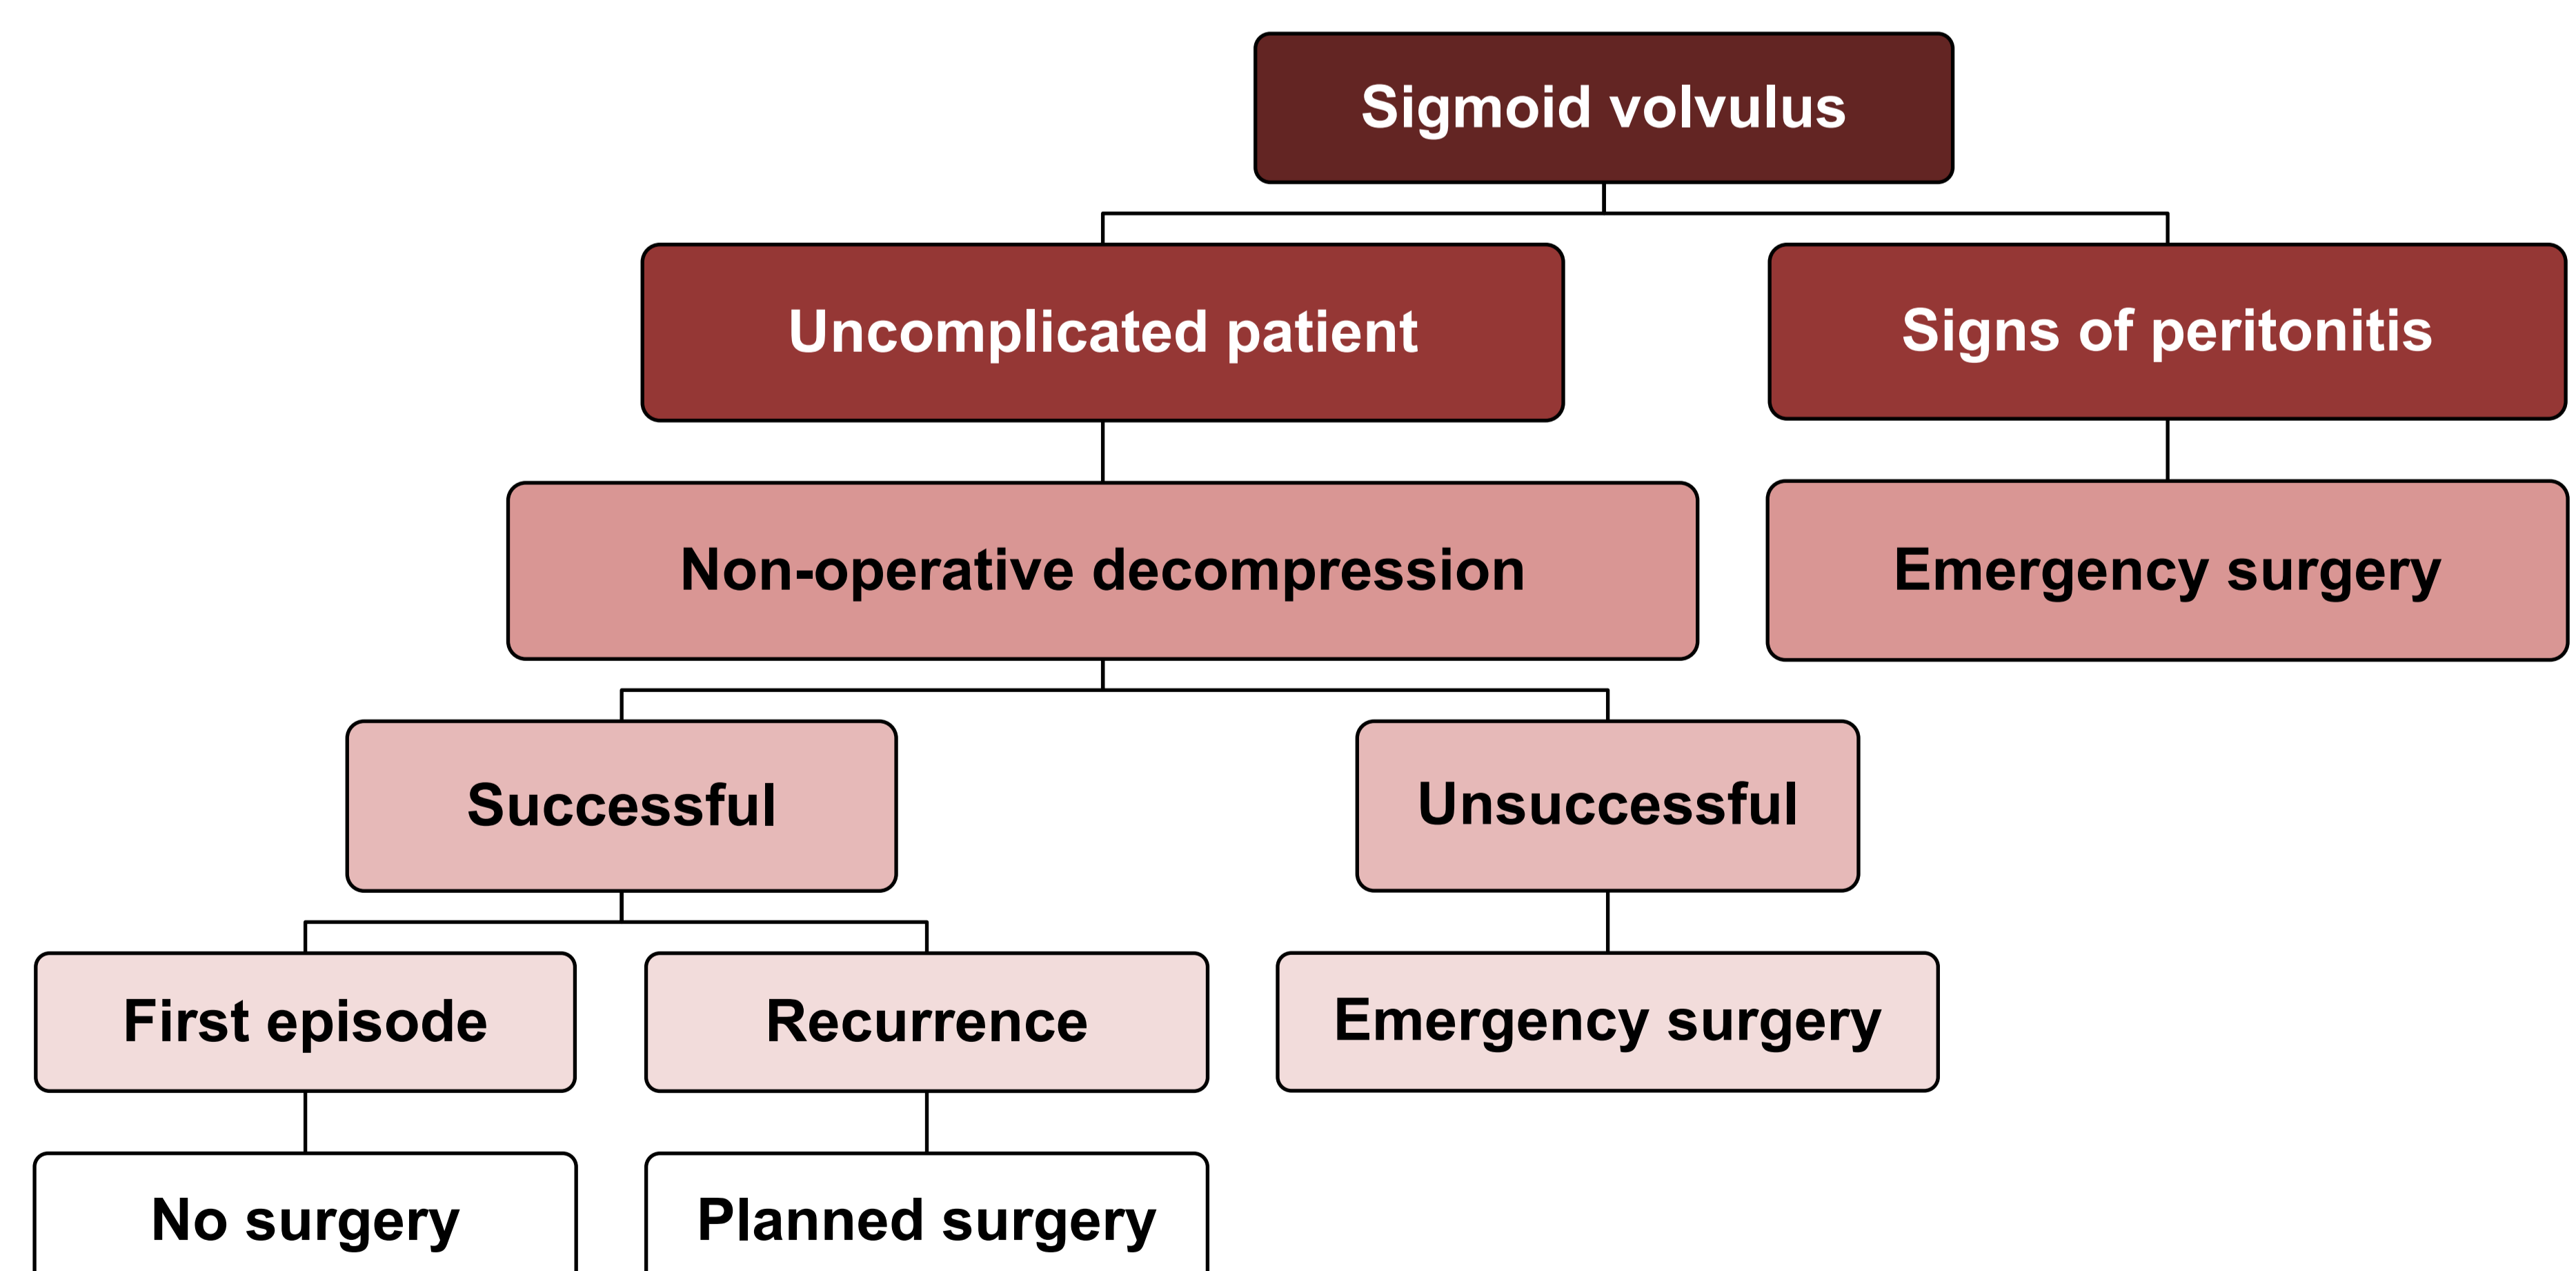 Sigmoid volvulus
Uncomplicated patient
Signs of peritonitis
Non-operative decompression
Emergency surgery
Successful
Unsuccessful
First episode
Recurrence
Emergency surgery
No surgery
Planned surgery